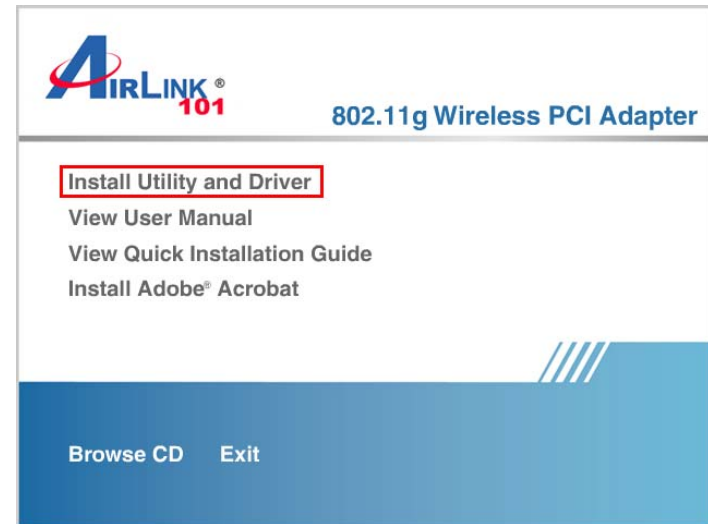 AIRLINK®
101
802.11g Wireless PCI Adapter
Install Utility and Driver
View User Manual
View Quick Installation Guide
Install Adobe® Acrobat
Browse CD Exit